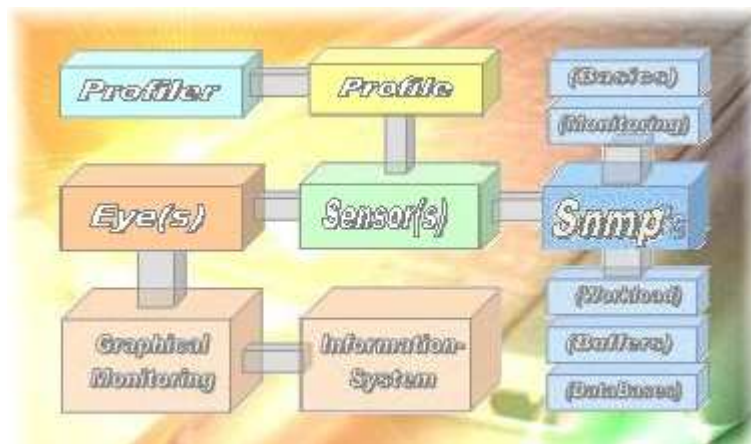 Profiler
Profile
(Basics)
(Monitoring)
Eye(s)
Sensor(s)
Snmp
Graphical
Monitoring
Information-
System
(Workload)
(Buffers)
(DataBases)